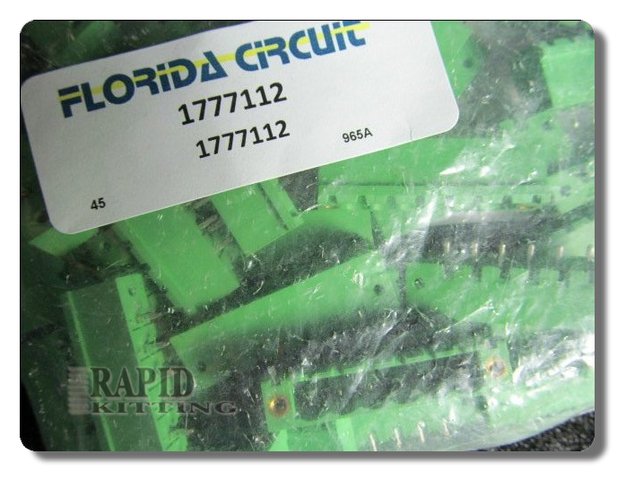 FLORIDA CIRCUIT
1777112
1777112
965A
45
RAPID
KITTING